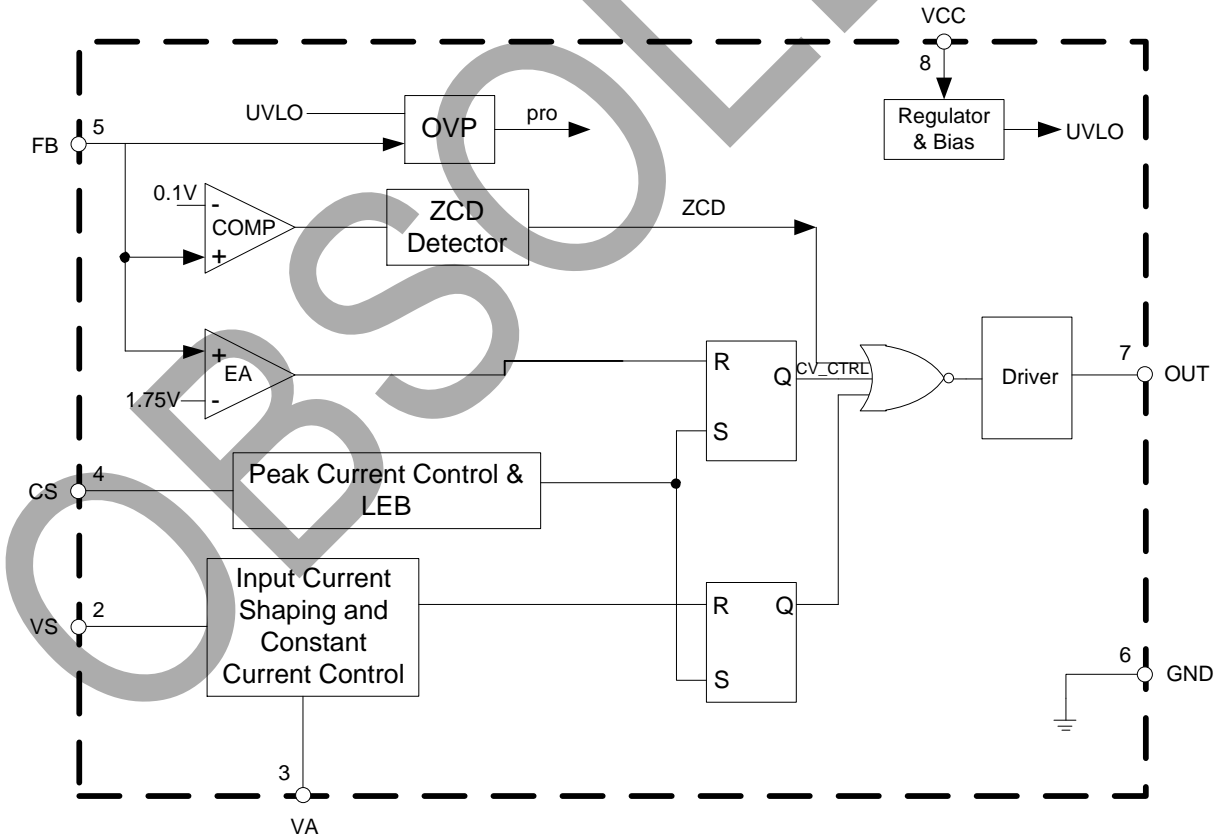 VCC
8
UVLO
OVP
pro
Regulator
& Bias
UVLO
FB
5
0.1V
-
COMP
+
ZCD
Detector
ZCD
+
EA
1.75V
-
R
Q
S
CV_CTRL
Driver
7
OUT
CS
4
Peak Current Control &
LEB
VS
2
Input Current
Shaping and
Constant
Current Control
R
Q
S
6
GND
3
VA
OBSOLE